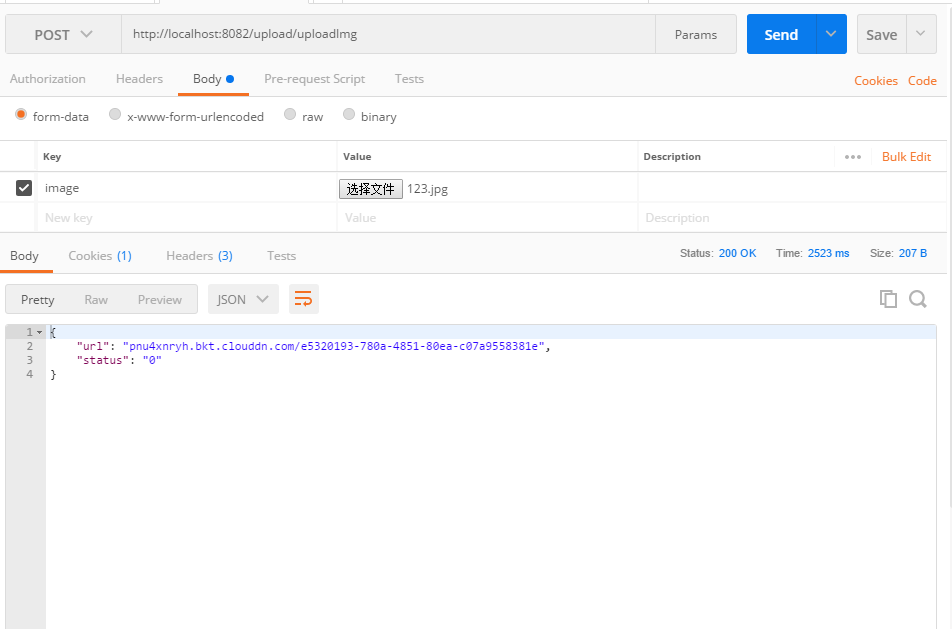 POST http://localhost:8082/upload/uploadImg Params Send Save
Authorization Headers Body Pre-request Script Tests Cookies Code
form-data x-www-form-urlencoded raw binary
Key Value Description ••• Bulk Edit
image 选择文件 123.jpg
New key Value Description
Body Cookies (1) Headers (3) Tests Status: 200 OK Time: 2523 ms Size: 207 B
Pretty Raw Preview JSON
1 {
2 "url": "pnu4xnryh.bkt.clouddn.com/e5320193-780a-4851-80ea-c07a9558381e",
3 "status": "0"
4 }